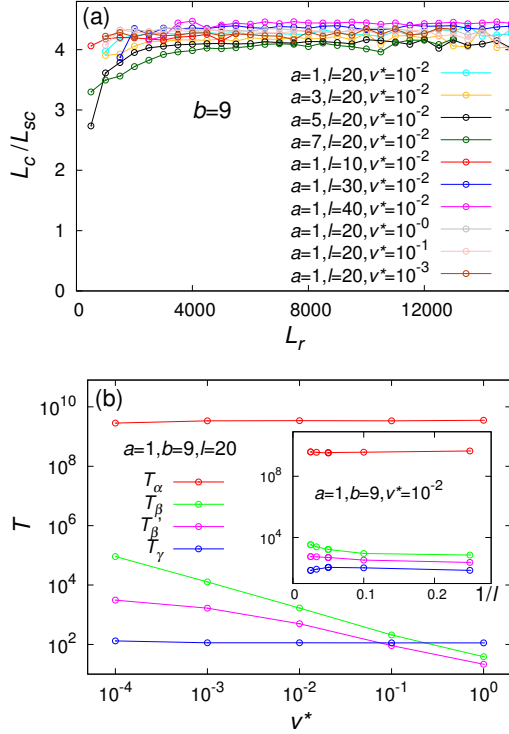 (a)
L_c/L_sc
4
3
2
1
0
b=9
a=1,l=20,v*=10^-2
a=3,l=20,v*=10^-2
a=5,l=20,v*=10^-2
a=7,l=20,v*=10^-2
a=1,l=10,v*=10^-2
a=1,l=30,v*=10^-2
a=1,l=40,v*=10^-2
a=1,l=20,v*=10^-0
a=1,l=20,v*=10^-1
a=1,l=20,v*=10^-3
0 4000 8000 12000
L_r
(b)
T
10^10
10^8
10^6
10^4
10^2
a=1,b=9,l=20
T_α
T_β
T_β'
T_γ
10^8
10^4
a=1,b=9,v*=10^-2
0 0.1 0.2 1/l
10^-4 10^-3 10^-2 10^-1 10^0
v*